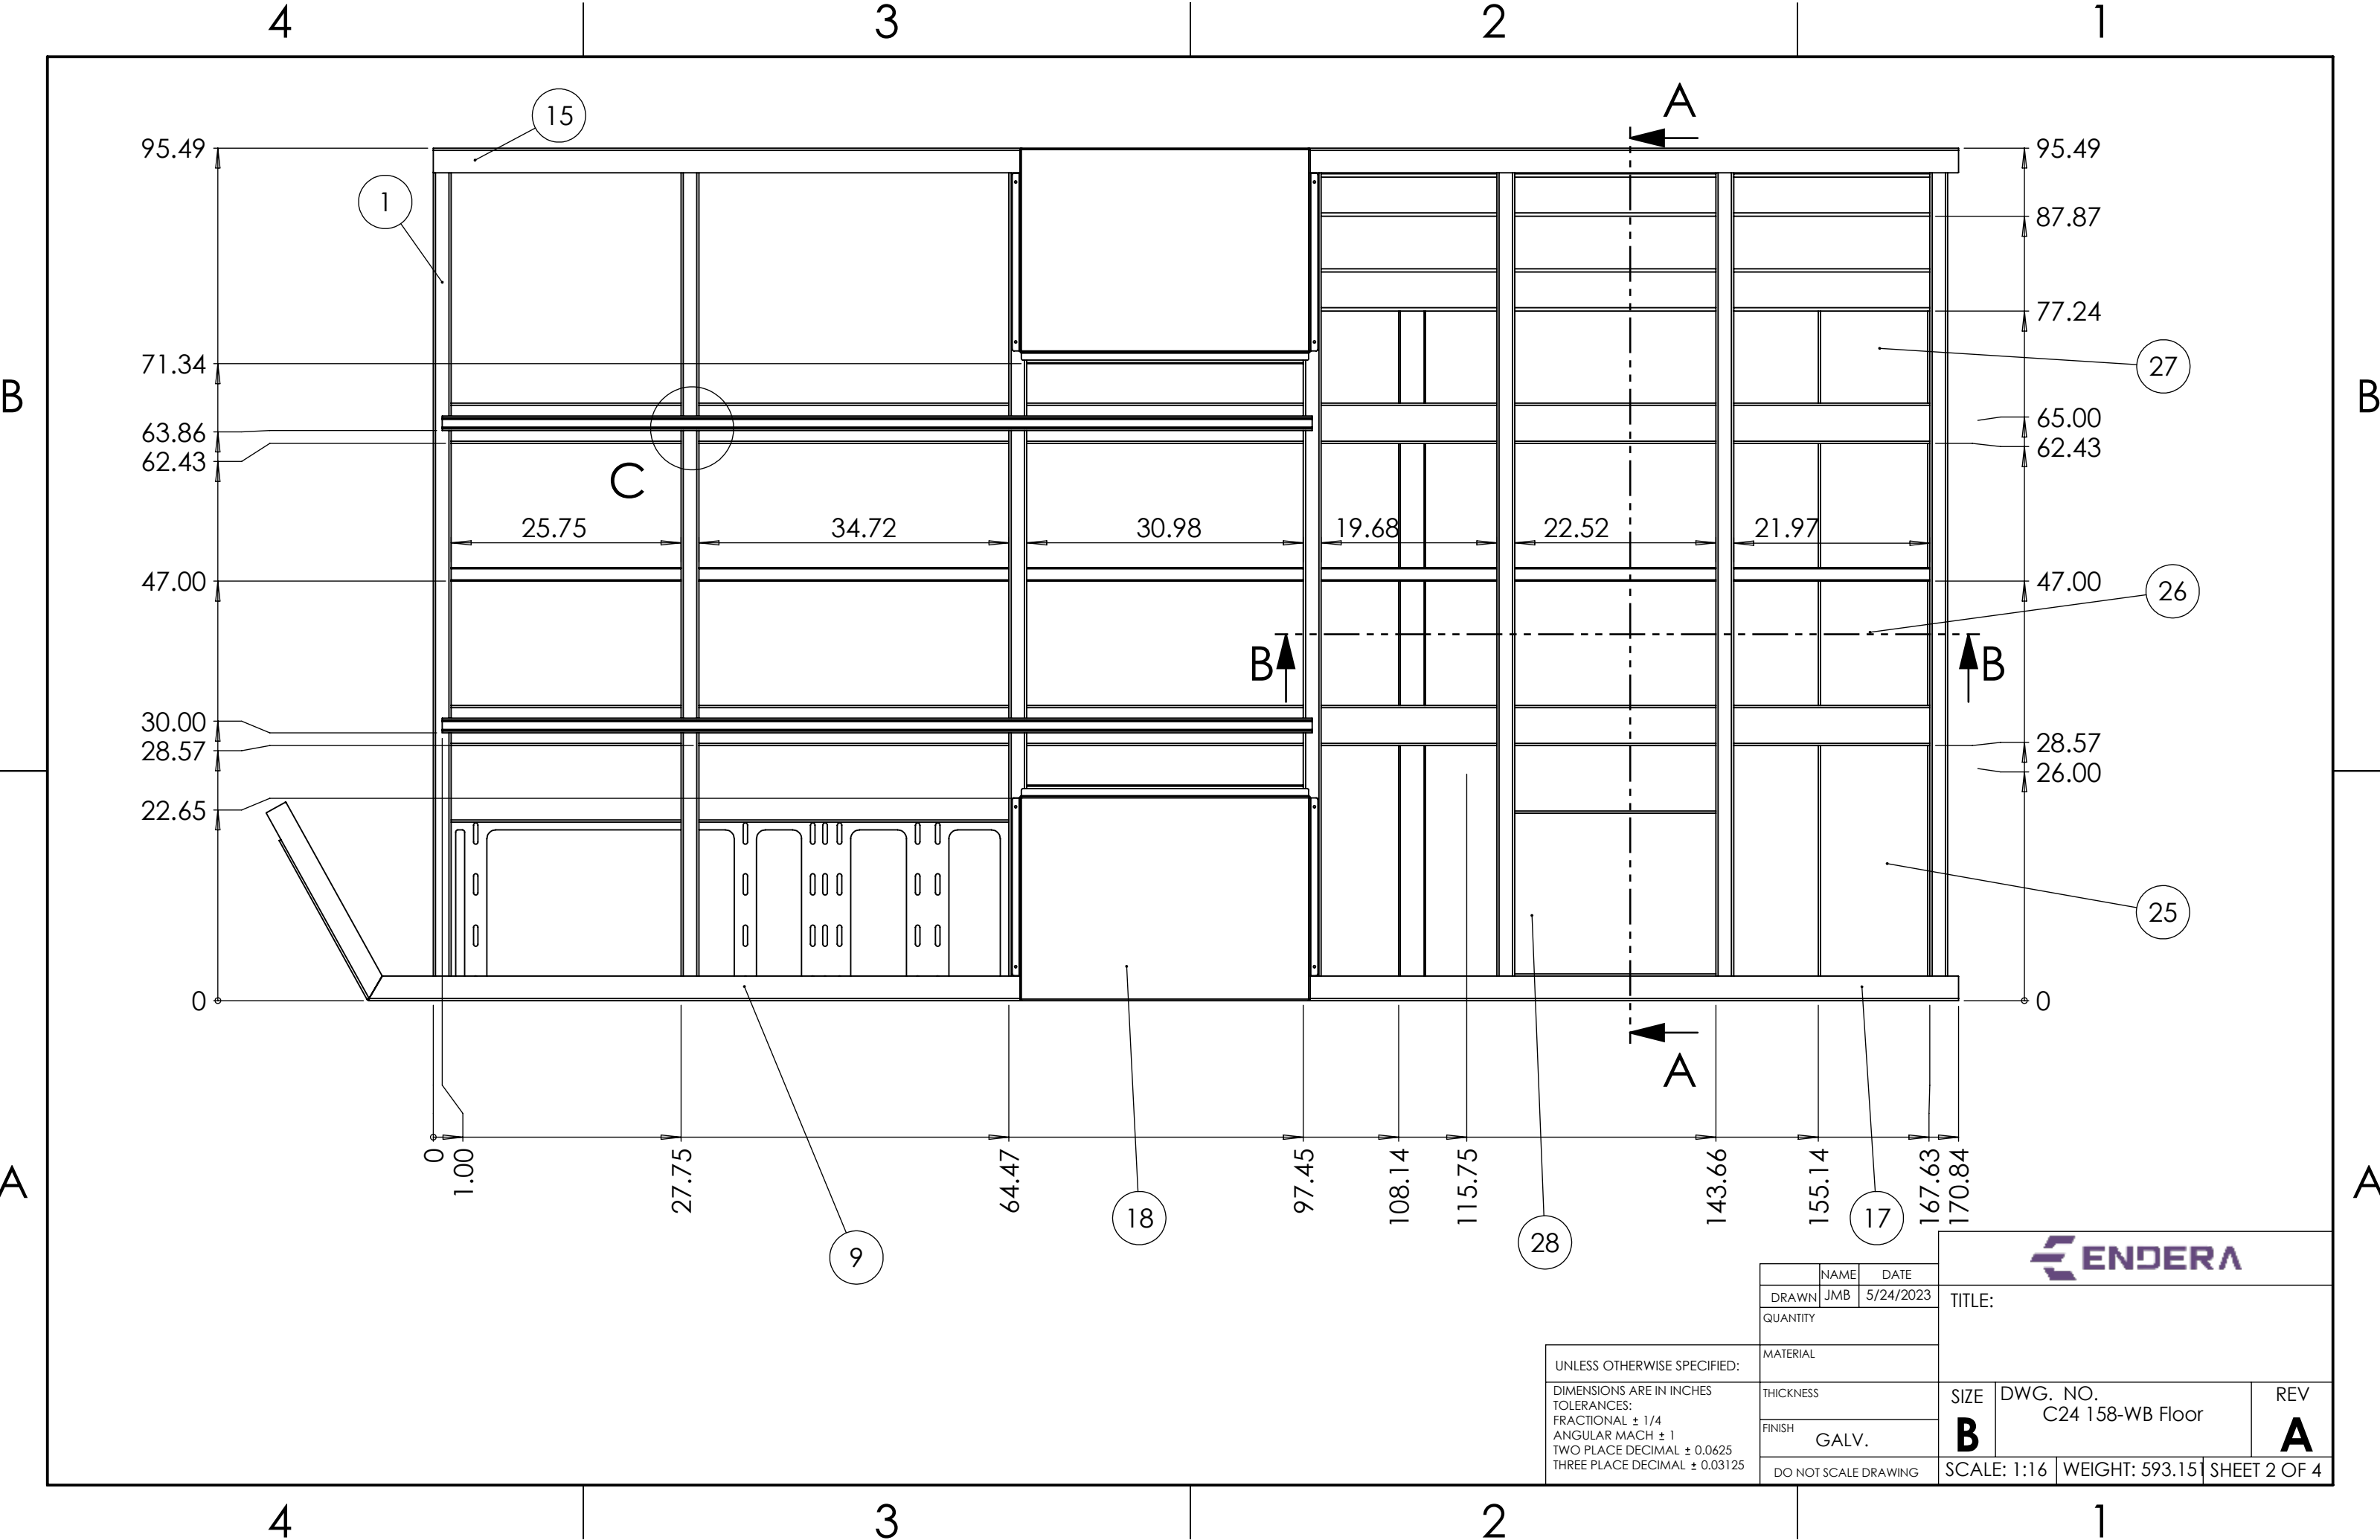 4 3 2 1
A
15
95.49 95.49
1
87.87
77.24
27
71.34
B B
63.86 65.00
62.43 62.43
C
25.75 34.72 30.98 19.68 22.52 21.97
47.00 47.00
26
B B
30.00 28.57
28.57 26.00
22.65
25
0 0
A
0 1.00 27.75 64.47 97.45 108.14 115.75 143.66 155.14 167.63 170.84
A A
18 17
28
9
ENDERA
NAME DATE
DRAWN JMB 5/24/2023
TITLE:
QUANTITY
MATERIAL
UNLESS OTHERWISE SPECIFIED:
DIMENSIONS ARE IN INCHES
TOLERANCES:
FRACTIONAL ± 1/4
ANGULAR MACH ± 1
TWO PLACE DECIMAL ± 0.0625
THREE PLACE DECIMAL ± 0.03125
THICKNESS
FINISH
GALV.
DO NOT SCALE DRAWING
SIZE DWG. NO. REV
C24 158-WB Floor
B A
SCALE: 1:16 WEIGHT: 593.151 SHEET 2 OF 4
4 3 2 1